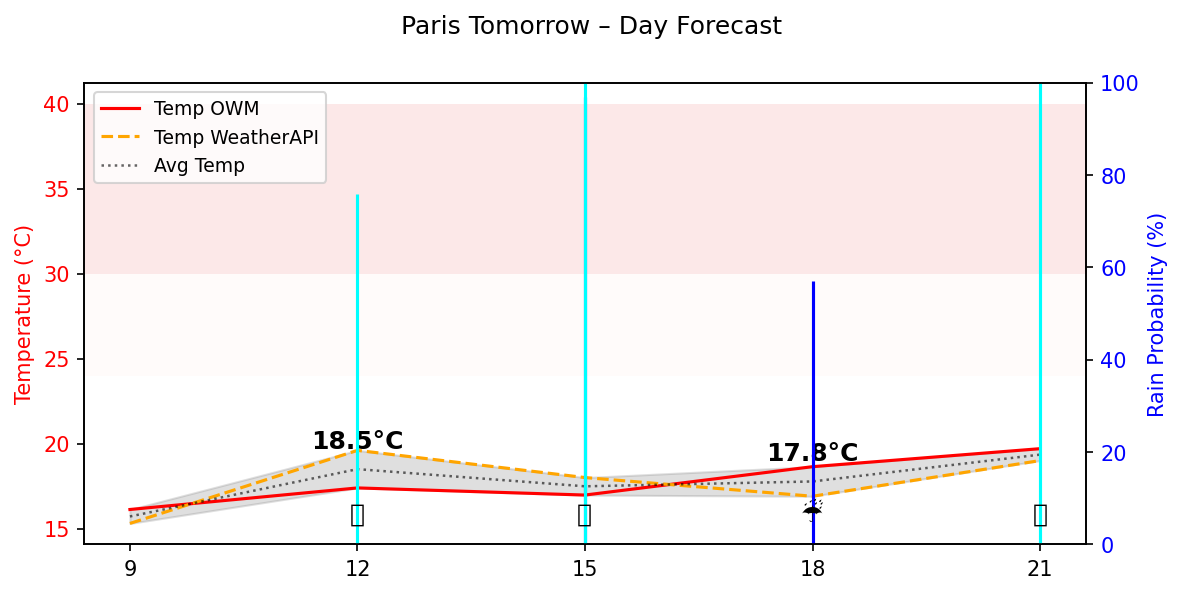 Paris Tomorrow – Day Forecast
Temp OWM
Temp WeatherAPI
Avg Temp
Temperature (°C)
40
35
30
25
20
15
18.5°C
17.8°C
☔
100
80
60
40
20
0
Rain Probability (%)
9
12
15
18
21